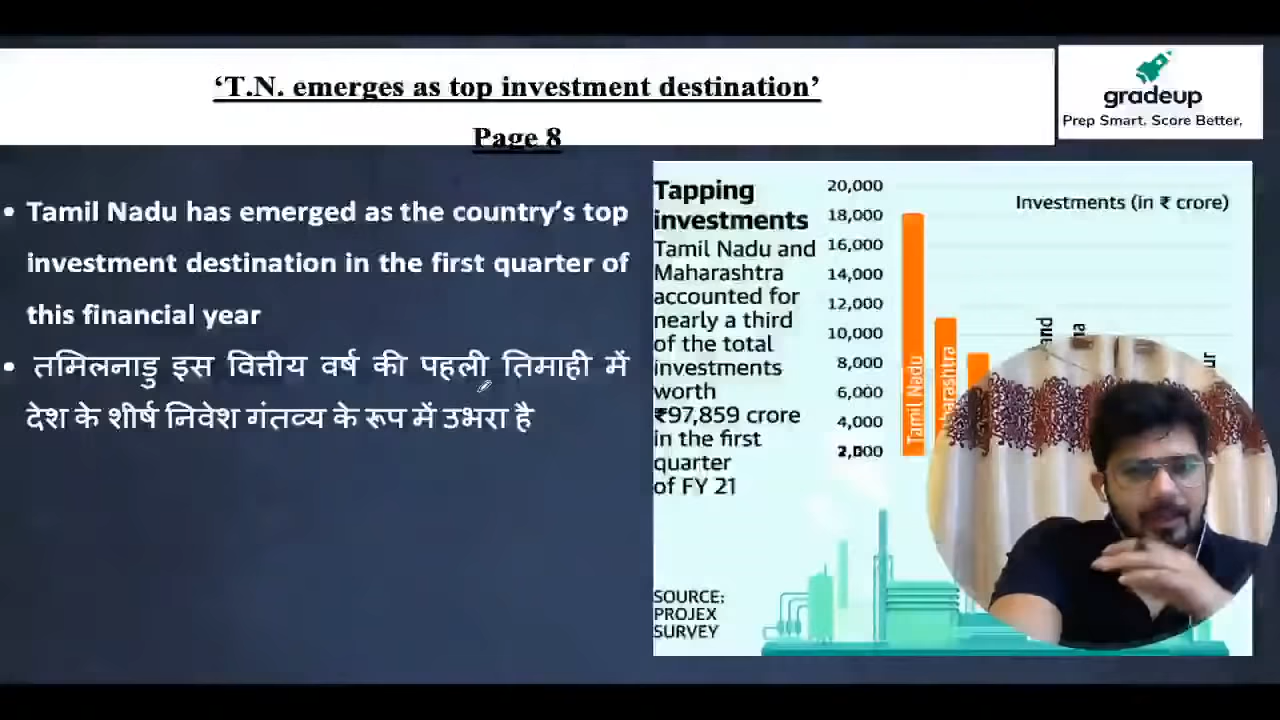 ‘T.N. emerges as top investment destination’
Page 8
gradeup
Prep Smart. Score Better.
• Tamil Nadu has emerged as the country’s top
investment destination in the first quarter of
this financial year
• तमिलनाडु इस वित्तीय वर्ष की पहली तिमाही में
देश के शीर्ष निवेश गंतव्य के रूप में उभरा है
Tapping
investments
Tamil Nadu and
Maharashtra
accounted for
nearly a third
of the total
investments
worth
₹97,859 crore
in the first
quarter
of FY 21
SOURCE:
PROJEX
SURVEY
Investments (in ₹ crore)
20,000
18,000
16,000
14,000
12,000
10,000
8,000
6,000
4,000
Tamil Nadu